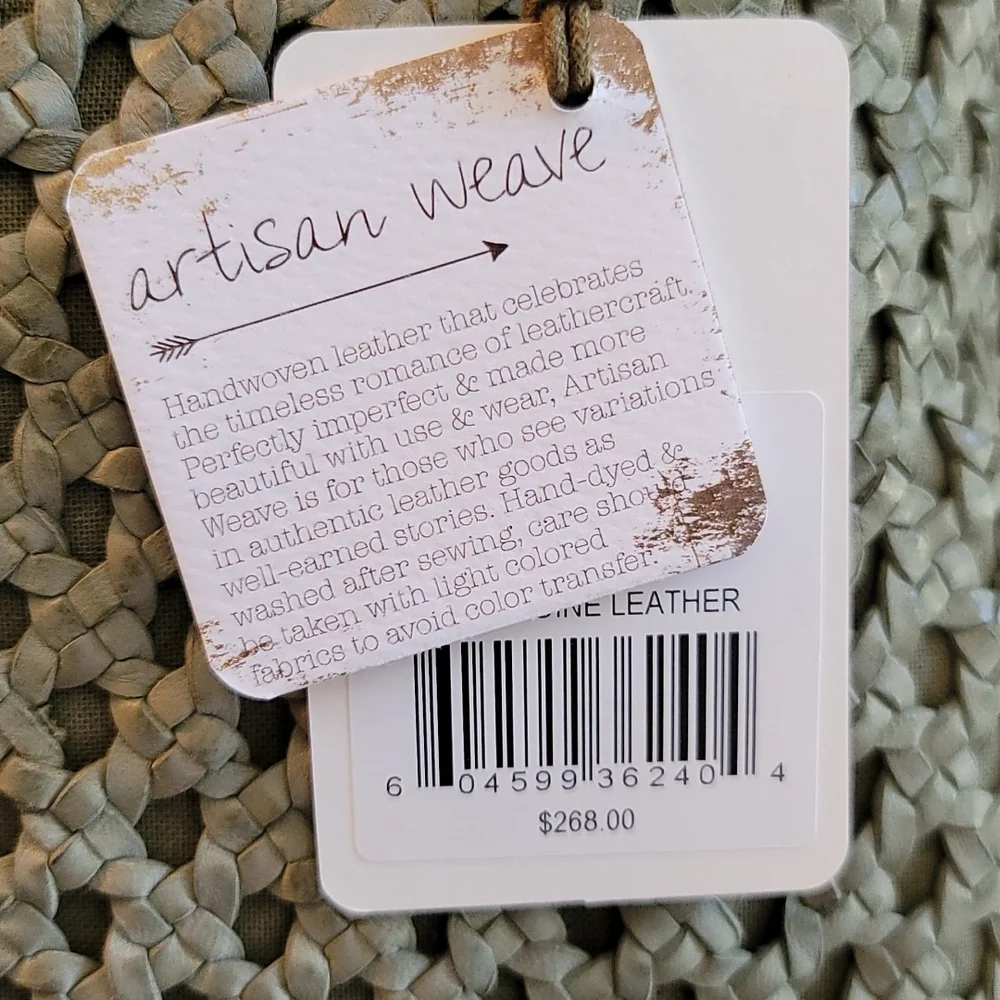 artisan weave
Handwoven leather that celebrates
the timeless romance of leathercraft.
Perfectly imperfect & made more
beautiful with use & wear, Artisan
Weave is for those who see variations
in authentic leather goods as
well-earned stories. Hand-dyed &
washed after sewing, care should
be taken with light colored
fabrics to avoid color transfer.
LEATHER
6 04599 36240 4
$268.00